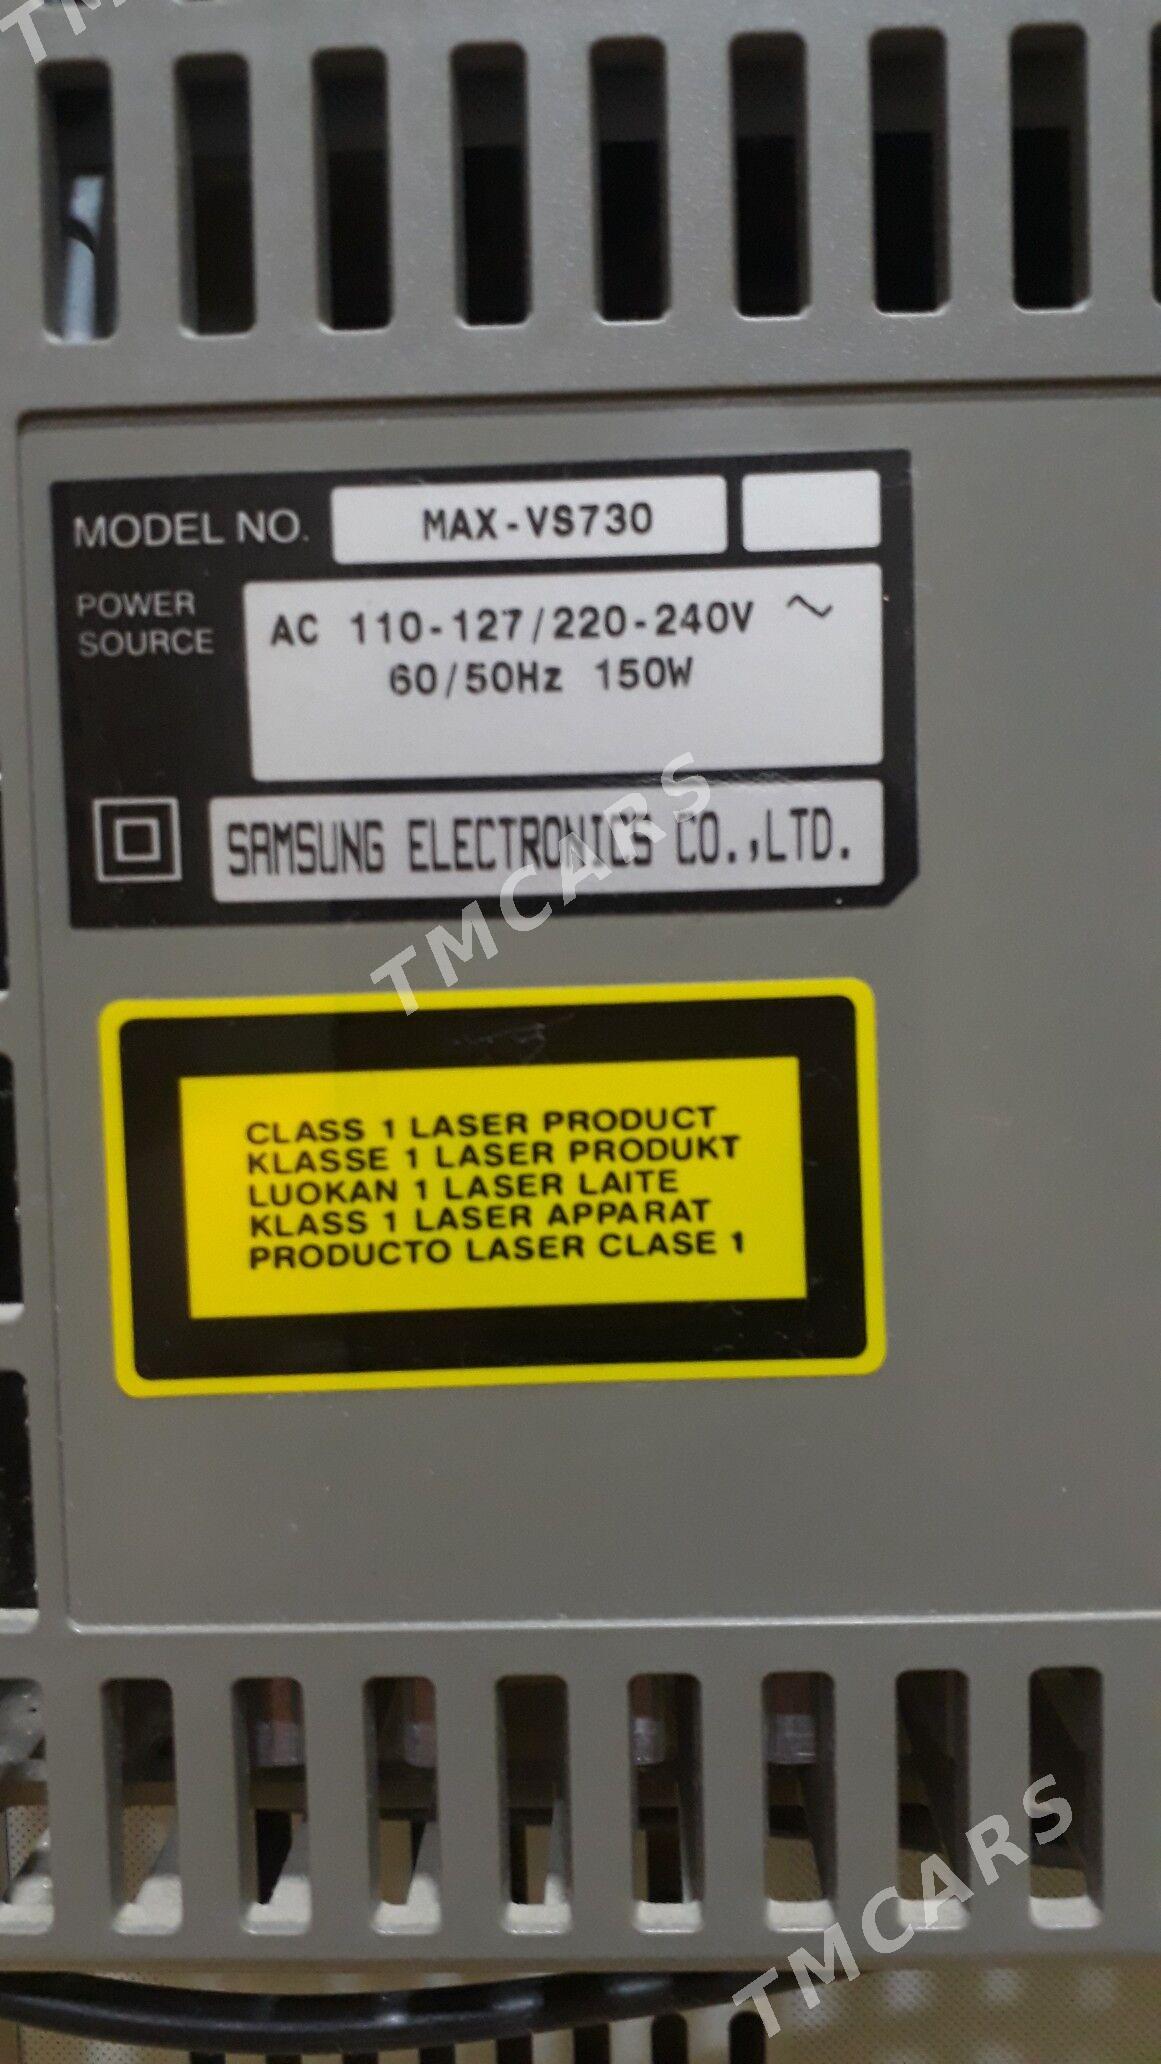 MODEL NO. MAX-VS730
POWER
SOURCE
AC 110-127/220-240V ~
60/50Hz 150W
SAMSUNG ELECTRONICS CO.,LTD.
TMCARS
CLASS 1 LASER PRODUCT
KLASSE 1 LASER PRODUKT
LUOKAN 1 LASER LAITE
KLASS 1 LASER APPARAT
PRODUCTO LASER CLASE 1
TMCARS